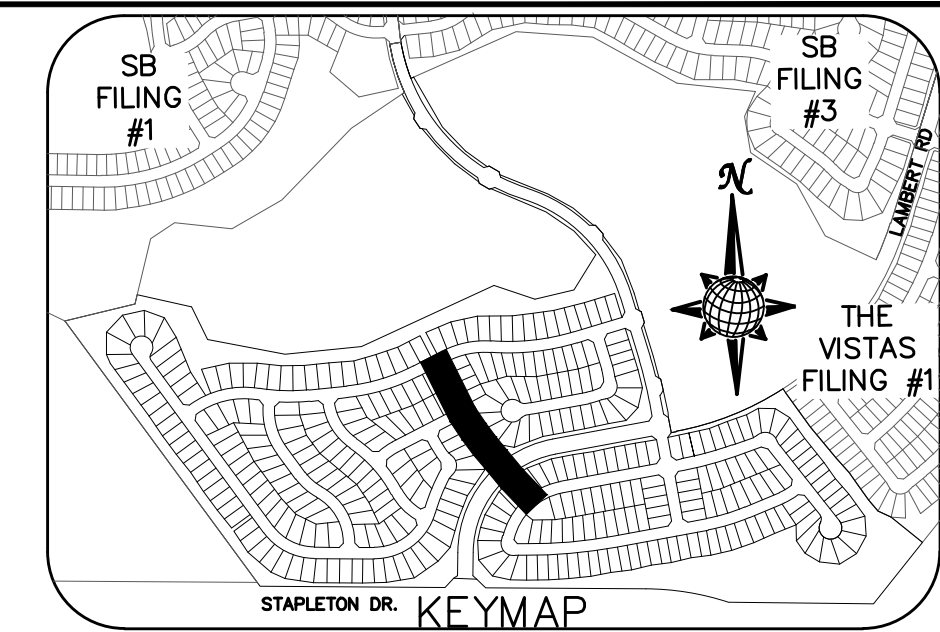 SB
FILING
#1
SB
FILING
#3
LAMBERT RD
N
THE
VISTAS
FILING #1
STAPLETON DR.
KEYMAP